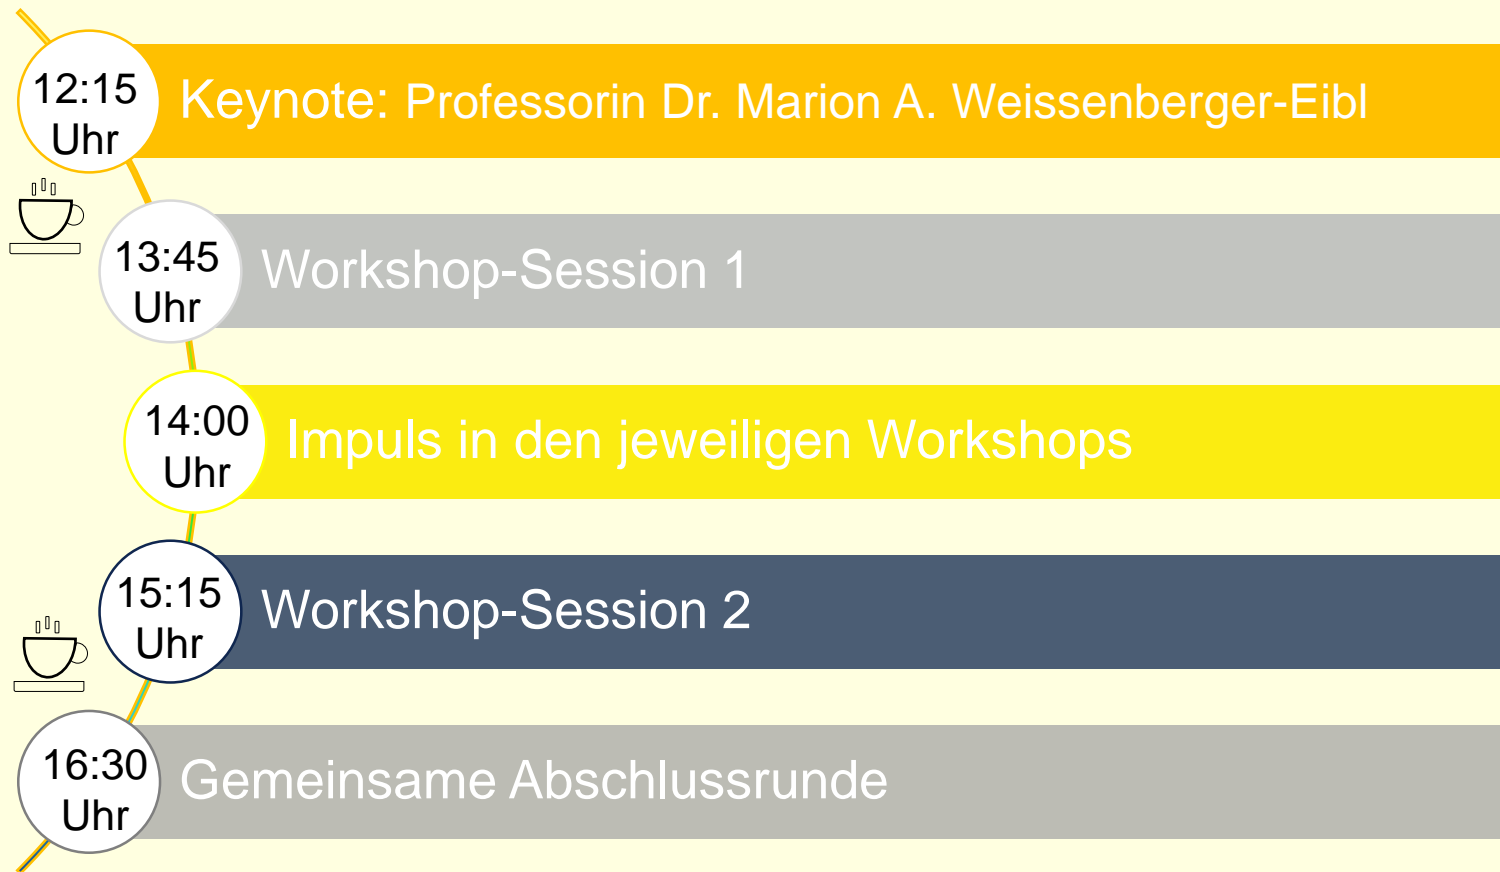 12:15
Uhr
Keynote: Professorin Dr. Marion A. Weissenberger-Eibl
13:45
Uhr
Workshop-Session 1
14:00
Uhr
Impuls in den jeweiligen Workshops
15:15
Uhr
Workshop-Session 2
16:30
Uhr
Gemeinsame Abschlussrunde